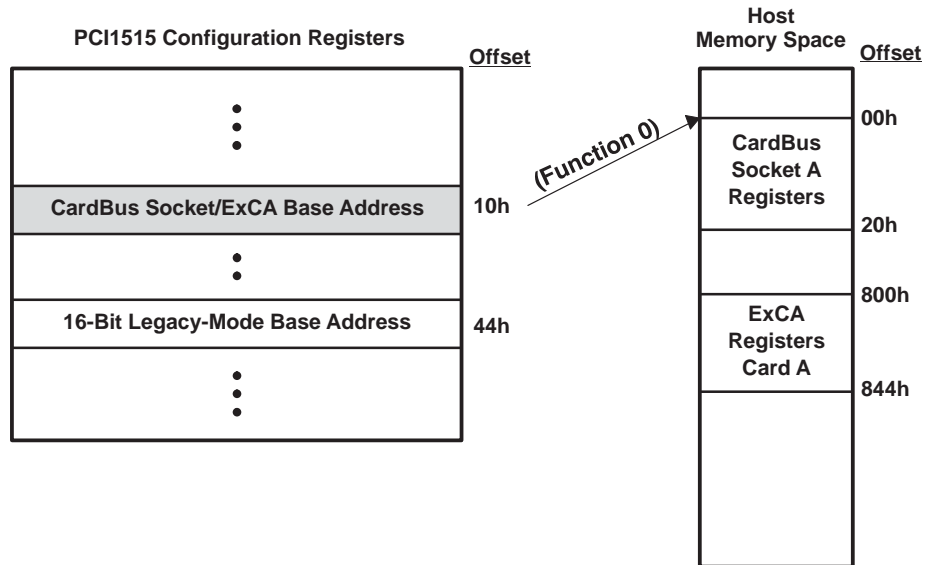 PCI1515 Configuration Registers
Offset
CardBus Socket/ExCA Base Address
10h
16-Bit Legacy-Mode Base Address
44h
(Function 0)
Host
Memory Space
Offset
00h
CardBus
Socket A
Registers
20h
800h
ExCA
Registers
Card A
844h